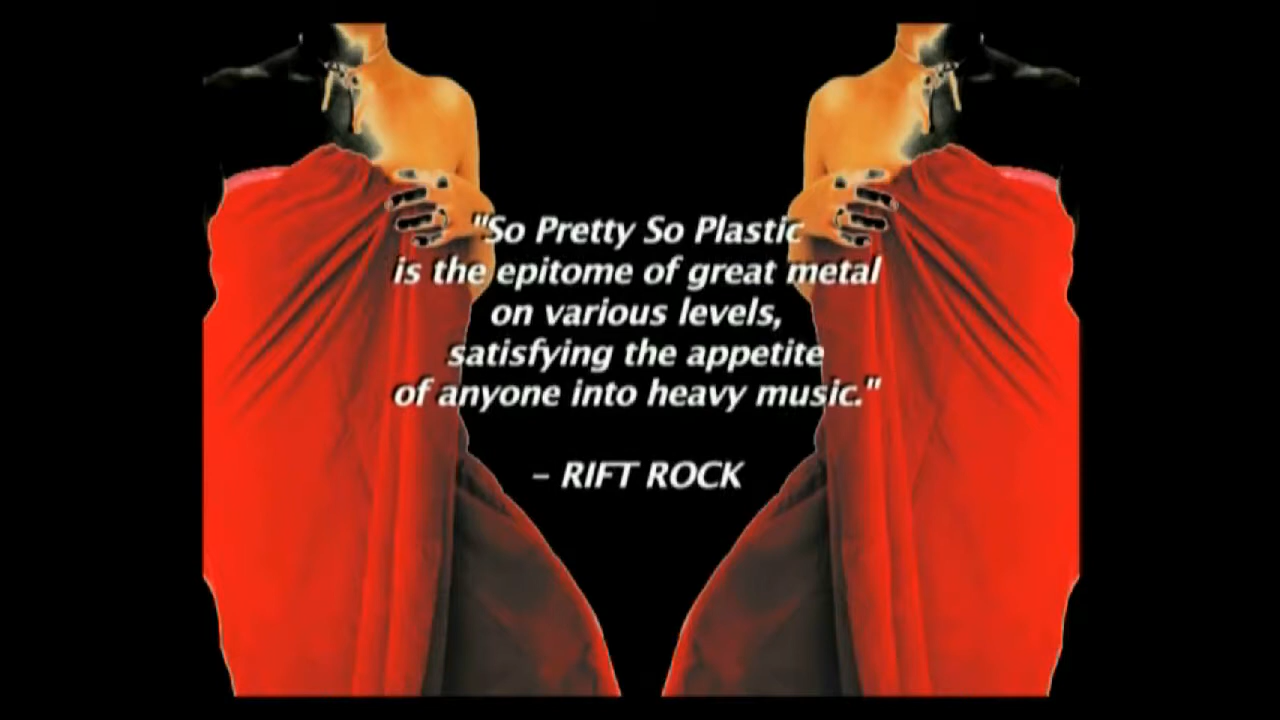 "So Pretty So Plastic
is the epitome of great metal
on various levels,
satisfying the appetite
of anyone into heavy music."
– RIFT ROCK